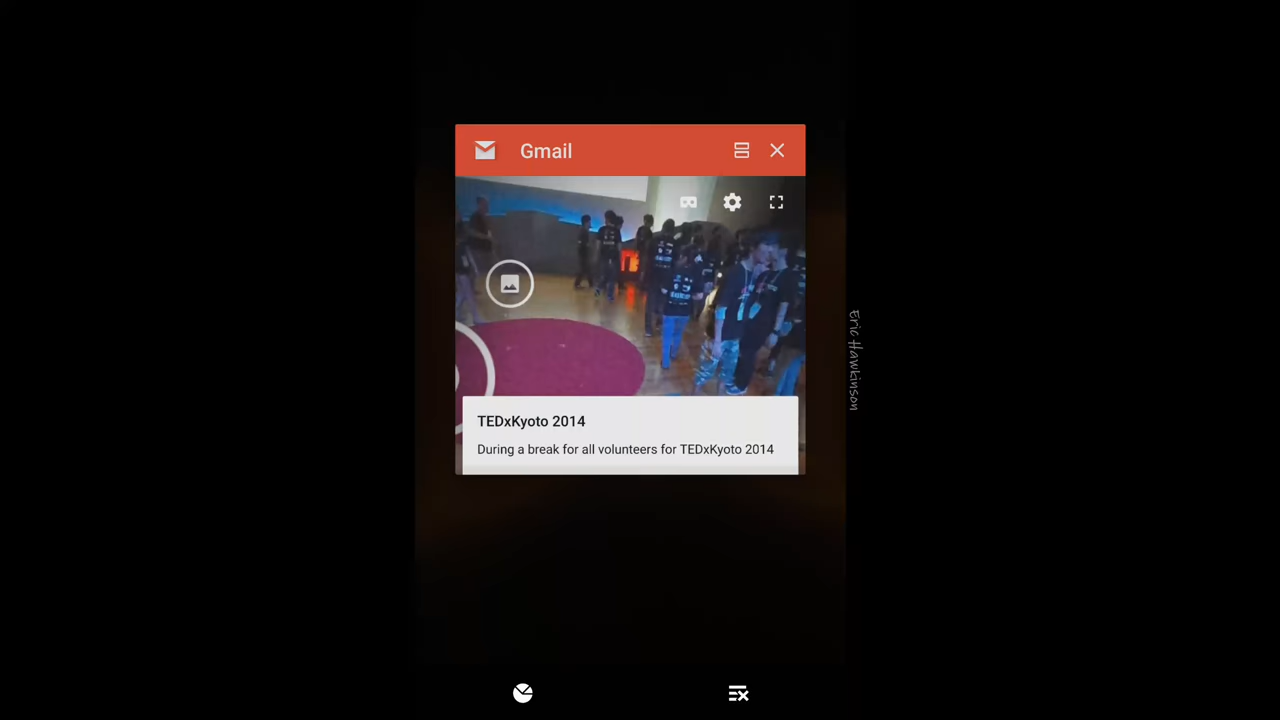 Gmail
TEDxKyoto 2014
During a break for all volunteers for TEDxKyoto 2014
Eric Hawkinson